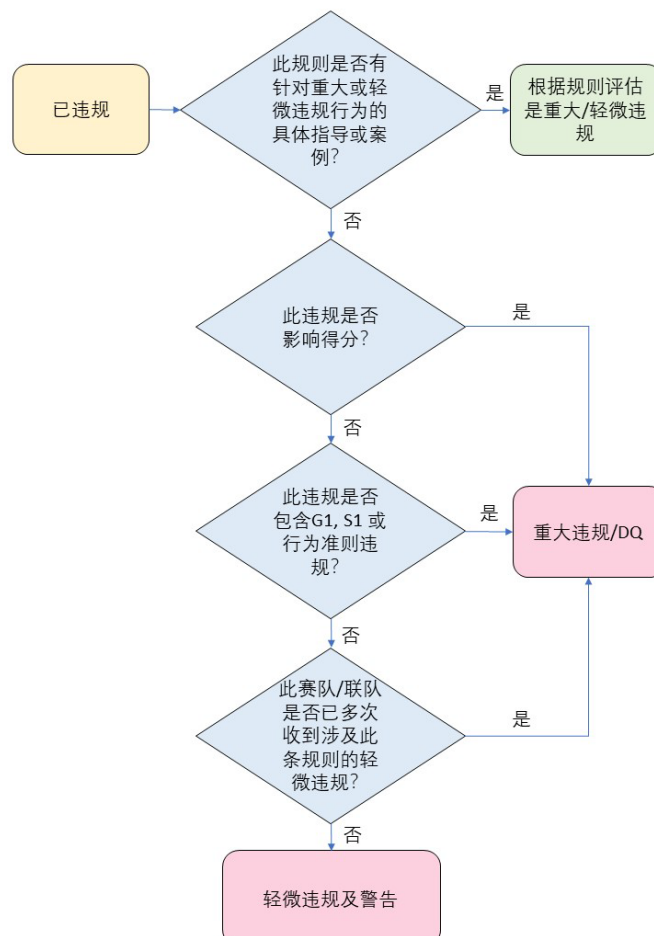 此规则是否有
针对重大或轻
微违规行为的
具体指导或案
例?
已违规
是
根据规则评估
是重大/轻微违
规
否
此违规是否
影响得分?
是
否
此违规是否
包含G1, S1 或
行为准则违
规?
是
重大违规/DQ
否
此赛队/联队
是否已多次
收到涉及此
条规则的轻
微违规?
是
否
轻微违规及警告